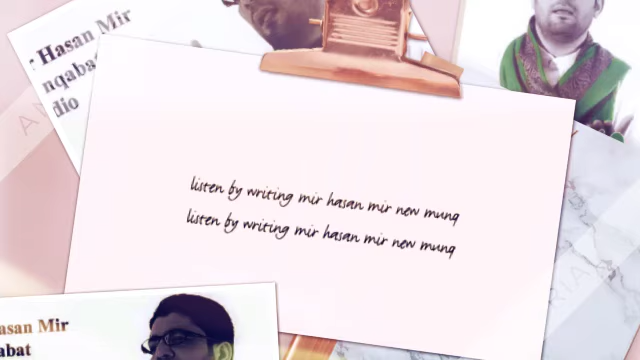 Hasan Mir
nqaba
dio
listen by writing mir hasan mir new munq
listen by writing mir hasan mir new munq
asan Mir
abat